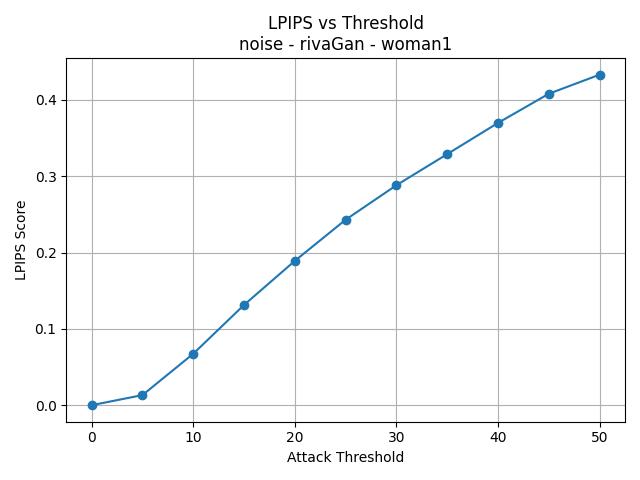 LPIPS vs Threshold
noise - rivaGan - woman1
0.4
0.3
0.2
0.1
0.0
LPIPS Score
0 10 20 30 40 50
Attack Threshold